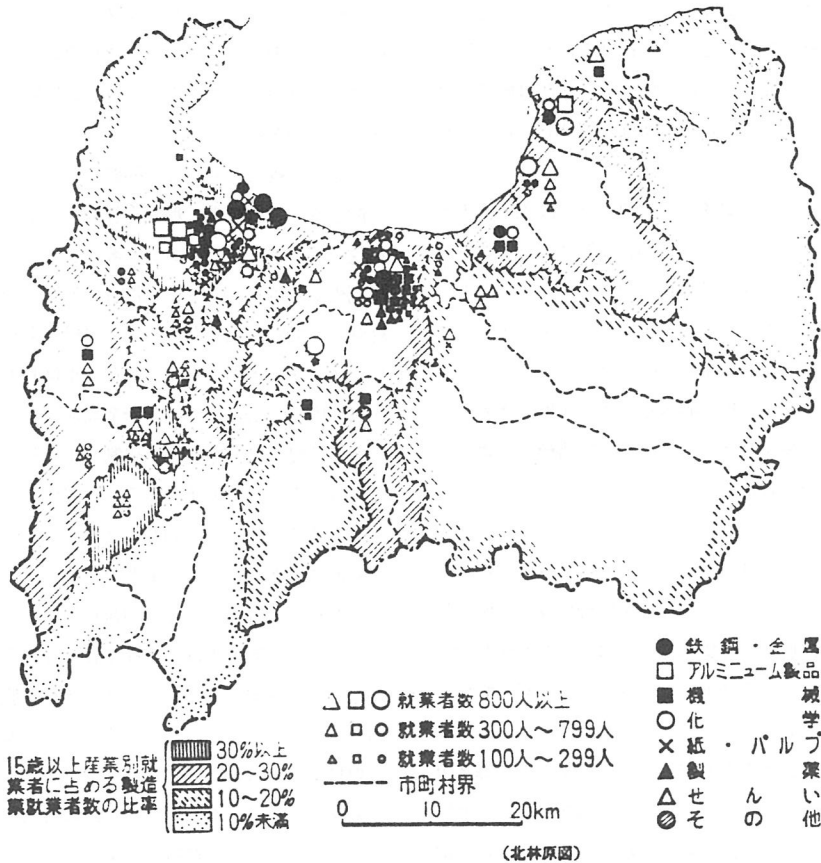 鉄鋼・金属
アルミニューム製品
機械
化学
紙・パルプ
製薬
せんい
その他
就業者数800人以上
就業者数300人〜799人
就業者数100人〜299人
市町村界
0 10 20km
15歳以上産業別就
業者に占める製造
業就業者数の比率
30%以上
20〜30%
10〜20%
10%未満
(北林原図)